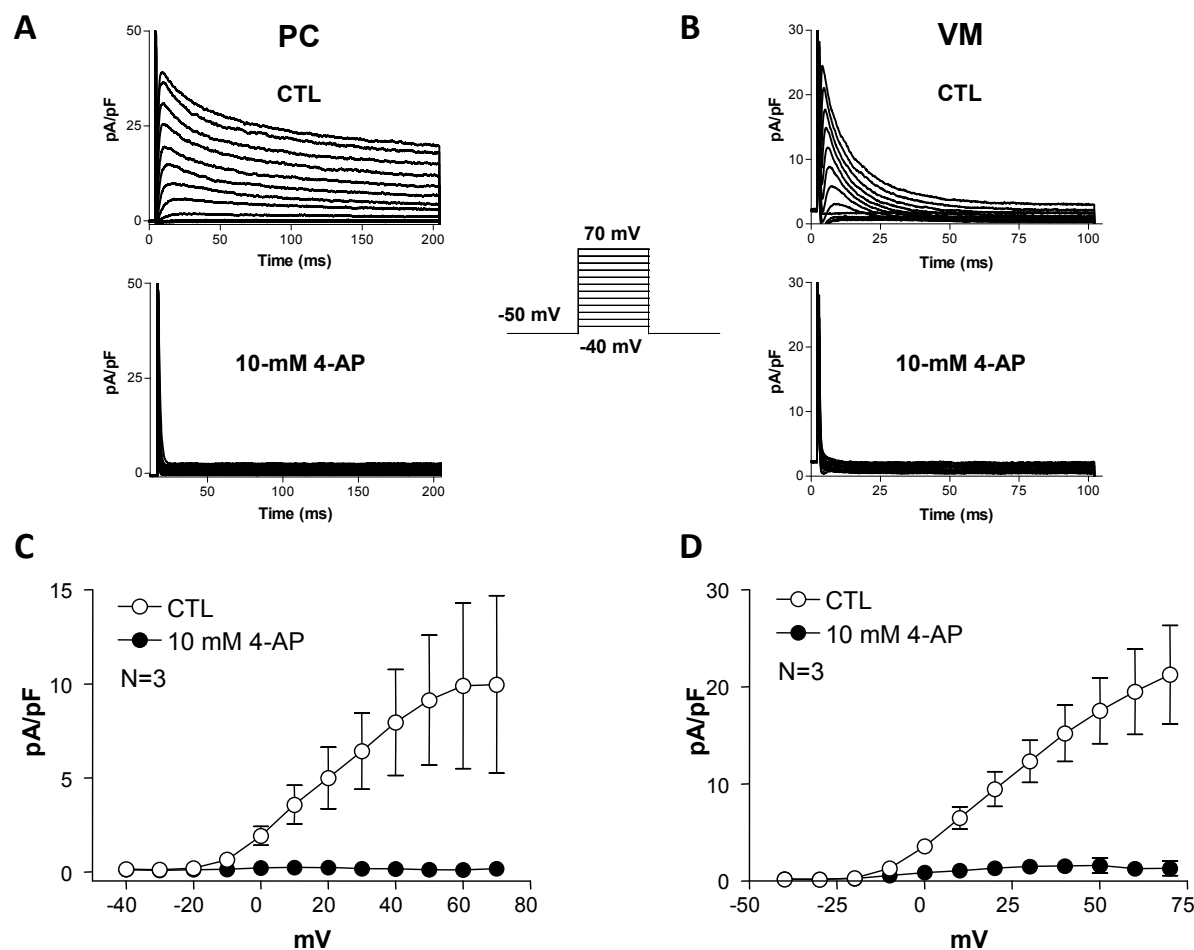 A
PC
CTL
50
25
0
pA/pF
0 50 100 150 200
Time (ms)
50
25
0
pA/pF
10-mM 4-AP
50 100 150 200
Time (ms)
70 mV
-50 mV
-40 mV
B
VM
CTL
30
20
10
0
pA/pF
0 25 50 75 100
Time (ms)
30
20
10
0
pA/pF
10-mM 4-AP
0 25 50 75 100
Time (ms)
C
15
10
5
0
pA/pF
CTL
10 mM 4-AP
N=3
-40 -20 0 20 40 60 80
mV
D
30
20
10
0
pA/pF
CTL
10 mM 4-AP
N=3
-50 -25 0 25 50 75
mV